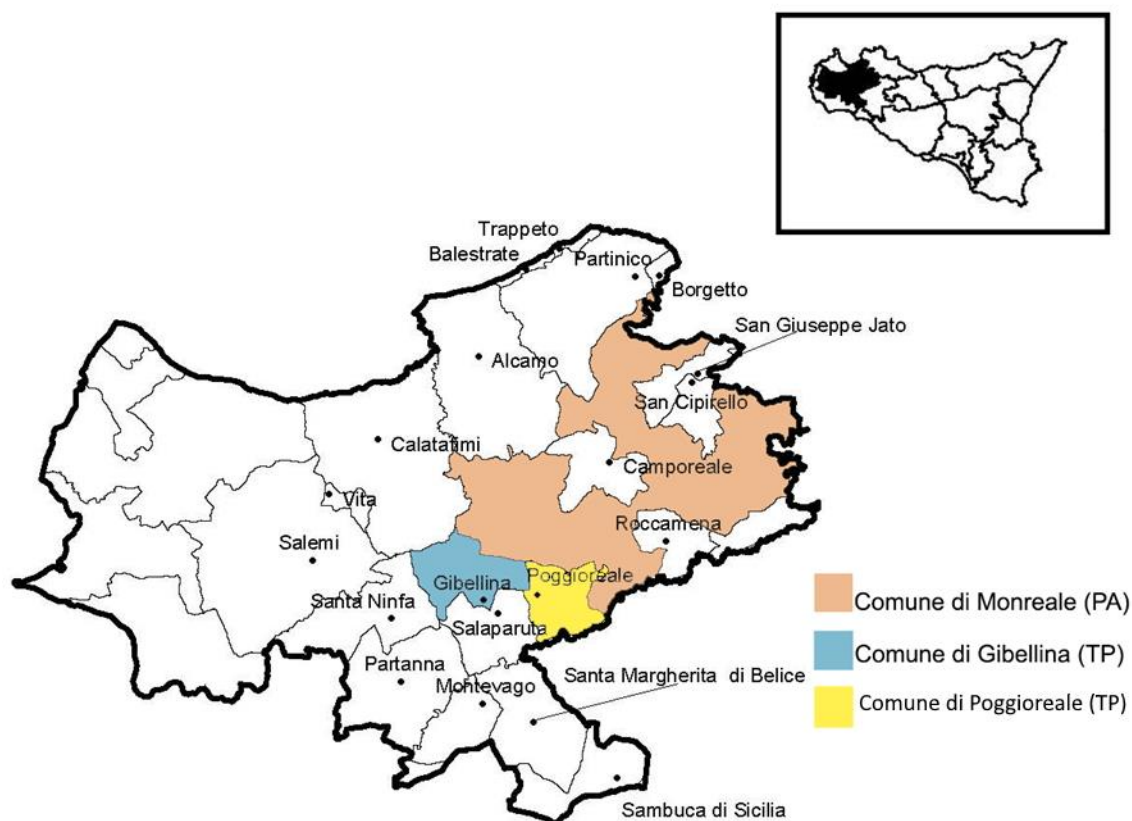 Trappeto
Balestrate
Partinico
Borgetto
San Giuseppe Jato
Alcamo
San Cipirello
Calatafimi
Camporeale
Vita
Roccamena
Salemi
Gibellina
Poggioreale
Santa Ninfa
Salaparuta
Partanna
Montevago
Santa Margherita di Belice
Sambuca di Sicilia
Comune di Monreale (PA)
Comune di Gibellina (TP)
Comune di Poggioreale (TP)